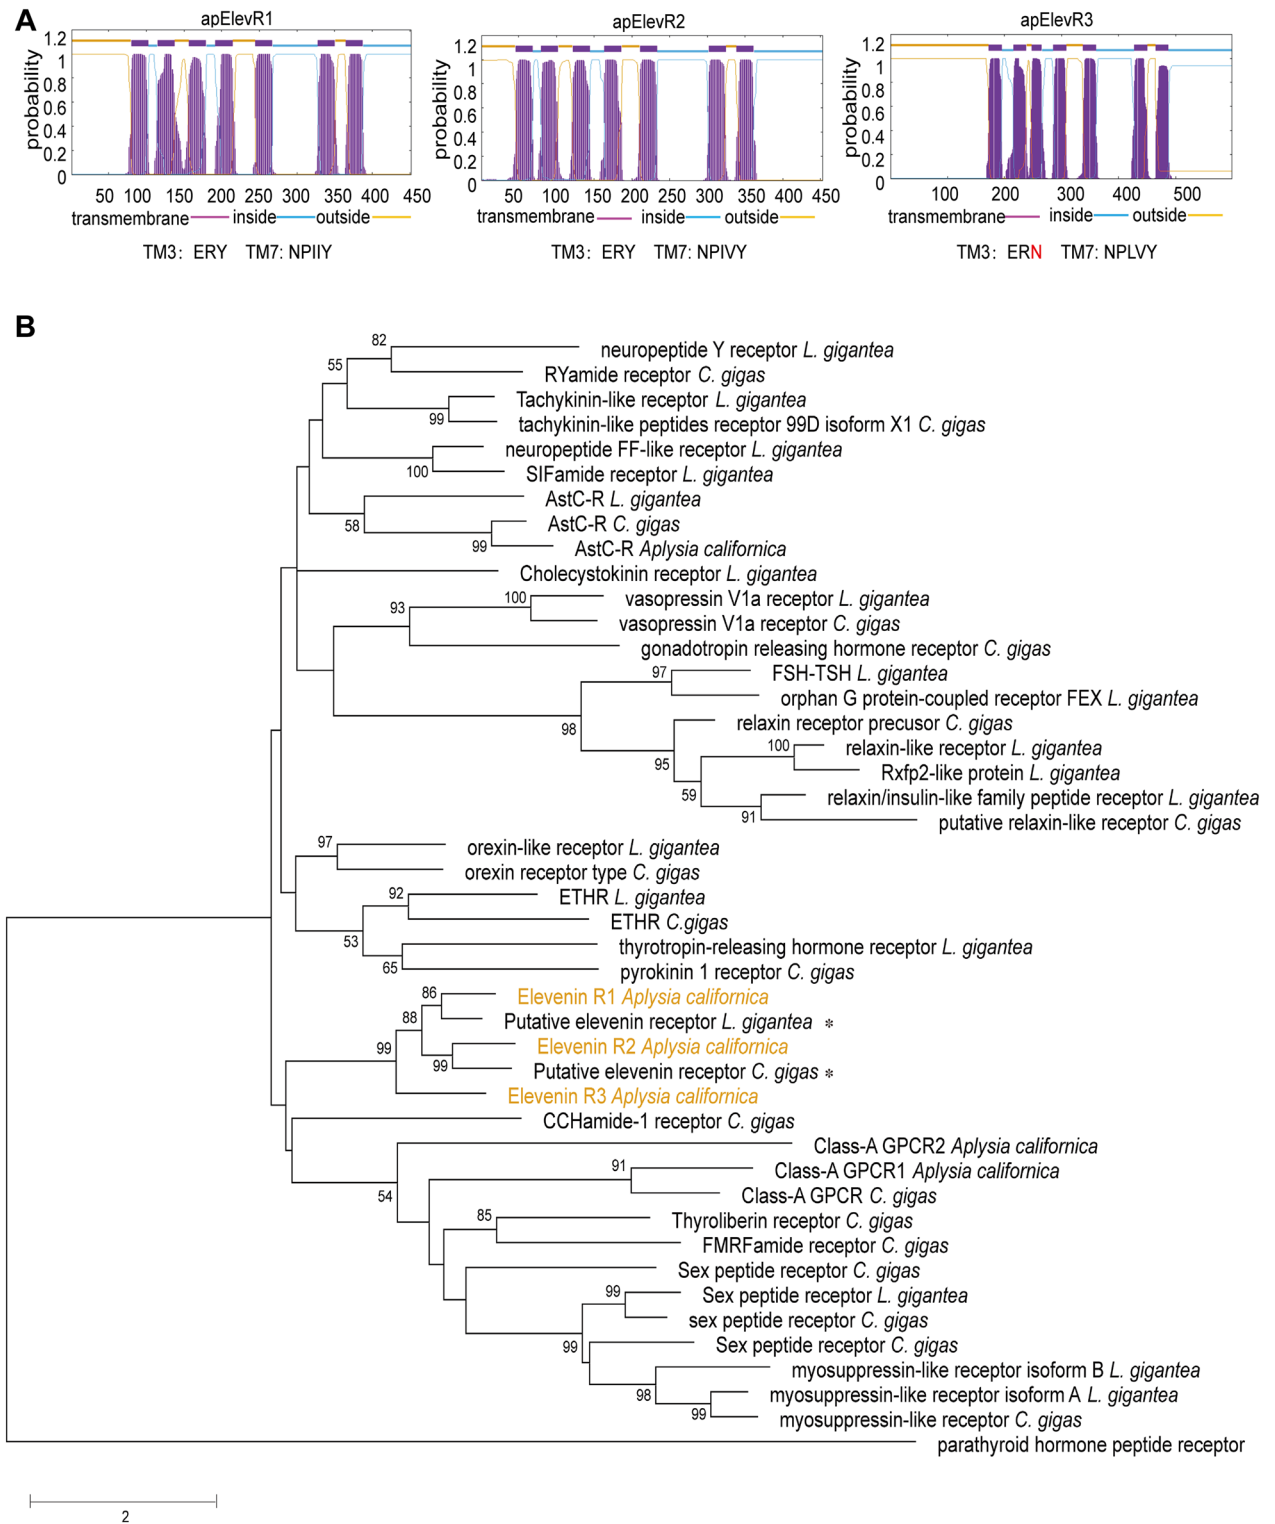 A
apElevR1
apElevR2
apElevR3
probability
1.2
1
0.8
0.6
0.4
0.2
0
50 100 150 200 250 300 350 400 450
transmembrane inside outside
TM3: ERY TM7: NPIIY
probability
1.2
1
0.8
0.6
0.4
0.2
0
50 100 150 200 250 300 350 400 450
transmembrane inside outside
TM3: ERY TM7: NPIVY
probability
1.2
1
0.8
0.6
0.4
0.2
0
100 200 300 400 500
transmembrane inside outside
TM3: ERN TM7: NPLVY
B
82
neuropeptide Y receptor L. gigantea
55
RYamide receptor C. gigas
Tachykinin-like receptor L. gigantea
99
tachykinin-like peptides receptor 99D isoform X1 C. gigas
neuropeptide FF-like receptor L. gigantea
100
SIFamide receptor L. gigantea
AstC-R L. gigantea
58
AstC-R C. gigas
99
AstC-R Aplysia californica
Cholecystokinin receptor L. gigantea
100
vasopressin V1a receptor L. gigantea
93
vasopressin V1a receptor C. gigas
gonadotropin releasing hormone receptor C. gigas
97
FSH-TSH L. gigantea
orphan G protein-coupled receptor FEX L. gigantea
98
relaxin receptor precusor C. gigas
100
relaxin-like receptor L. gigantea
95
Rxfp2-like protein L. gigantea
59
relaxin/insulin-like family peptide receptor L. gigantea
91
putative relaxin-like receptor C. gigas
97
orexin-like receptor L. gigantea
orexin receptor type C. gigas
92
ETHR L. gigantea
ETHR C.gigas
53
thyrotropin-releasing hormone receptor L. gigantea
65
pyrokinin 1 receptor C. gigas
86
Elevenin R1 Aplysia californica
88
Putative elevenin receptor L. gigantea *
99
Elevenin R2 Aplysia californica
99
Putative elevenin receptor C. gigas *
Elevenin R3 Aplysia californica
CCHamide-1 receptor C. gigas
Class-A GPCR2 Aplysia californica
91
Class-A GPCR1 Aplysia californica
54
Class-A GPCR C. gigas
85
Thyroliberin receptor C. gigas
FMRFamide receptor C. gigas
Sex peptide receptor C. gigas
99
Sex peptide receptor L. gigantea
sex peptide receptor C. gigas
99
Sex peptide receptor C. gigas
myosuppressin-like receptor isoform B L. gigantea
98
myosuppressin-like receptor isoform A L. gigantea
99
myosuppressin-like receptor C. gigas
parathyroid hormone peptide receptor
2